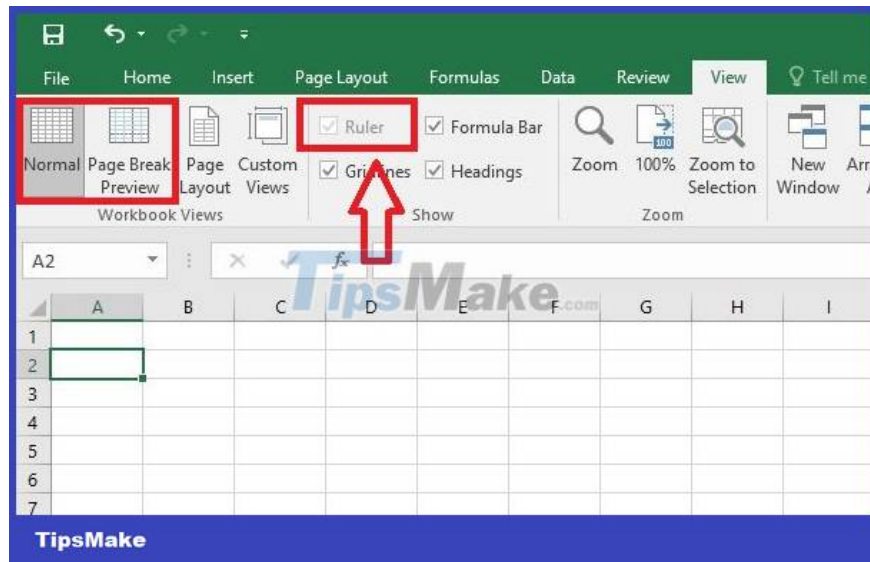 File Home Insert Page Layout Formulas Data Review View Tell me
Ruler Formula Bar
Normal Page Break Preview Page Layout Custom Views Gridlines Headings Zoom 100% Zoom to Selection New Window
100
Workbook Views Show Zoom
A2 fx
TipsMake.com
A B C D E F G H I
1
2
3
4
5
6
7
TipsMake